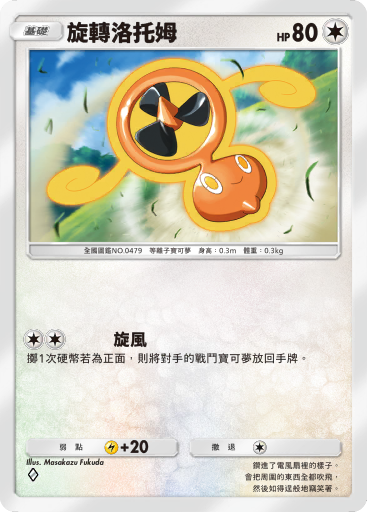 基礎 旋轉洛托姆 HP 80
全國圖鑑NO.0479 等離子寶可夢 身高：0.3m 體重：0.3kg
旋風
擲1次硬幣若為正面，則將對手的戰鬥寶可夢放回手牌。
弱點 +20 撤退
Illus. Masakazu Fukuda
鑽進了電風扇裡的樣子。
會把周圍的東西全都吹飛，
然後如得逞般地竊笑著。